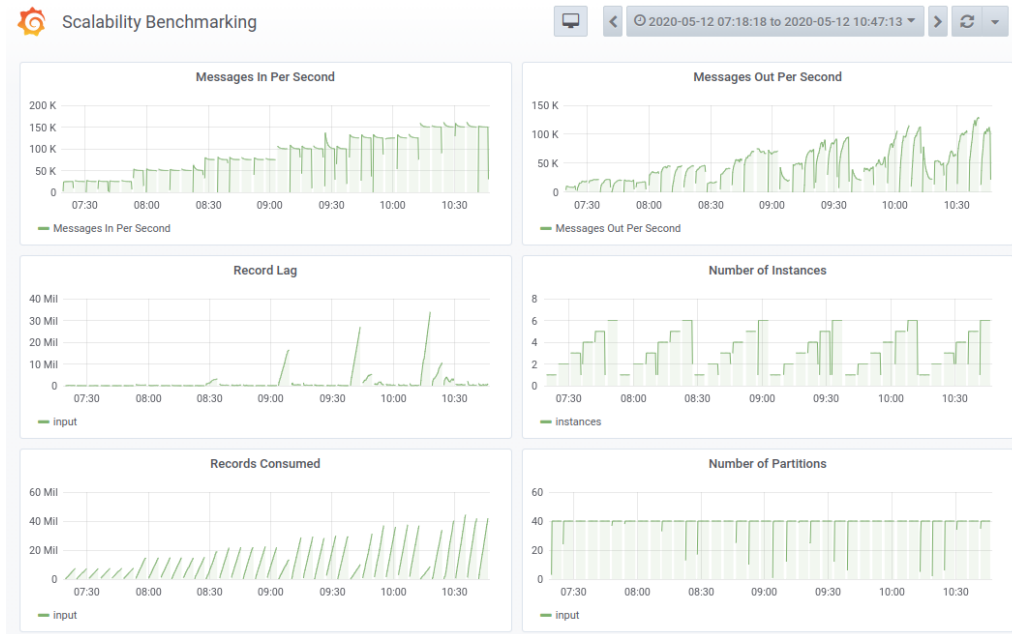 Scalability Benchmarking
2020-05-12 07:18:18 to 2020-05-12 10:47:13
Messages In Per Second
200 K
150 K
100 K
50 K
0
07:30 08:00 08:30 09:00 09:30 10:00 10:30
Messages In Per Second
Messages Out Per Second
150 K
100 K
50 K
0
07:30 08:00 08:30 09:00 09:30 10:00 10:30
Messages Out Per Second
Record Lag
40 Mil
30 Mil
20 Mil
10 Mil
0
07:30 08:00 08:30 09:00 09:30 10:00 10:30
input
Number of Instances
8
6
4
2
0
07:30 08:00 08:30 09:00 09:30 10:00 10:30
instances
Records Consumed
60 Mil
40 Mil
20 Mil
0
07:30 08:00 08:30 09:00 09:30 10:00 10:30
input
Number of Partitions
60
40
20
0
07:30 08:00 08:30 09:00 09:30 10:00 10:30
input